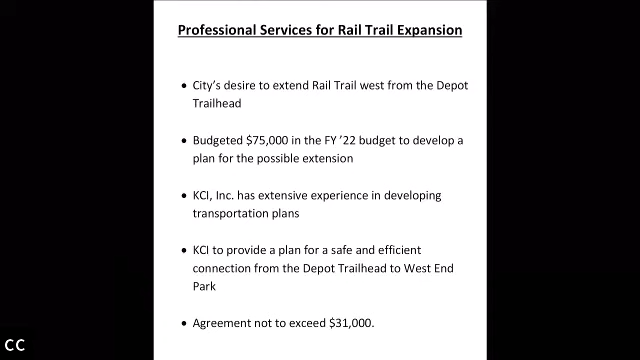 Professional Services for Rail Trail Expansion
• City's desire to extend Rail Trail west from the Depot
Trailhead
• Budgeted $75,000 in the FY '22 budget to develop a
plan for the possible extension
• KCI, Inc. has extensive experience in developing
transportation plans
• KCI to provide a plan for a safe and efficient
connection from the Depot Trailhead to West End
Park
• Agreement not to exceed $31,000.
CC